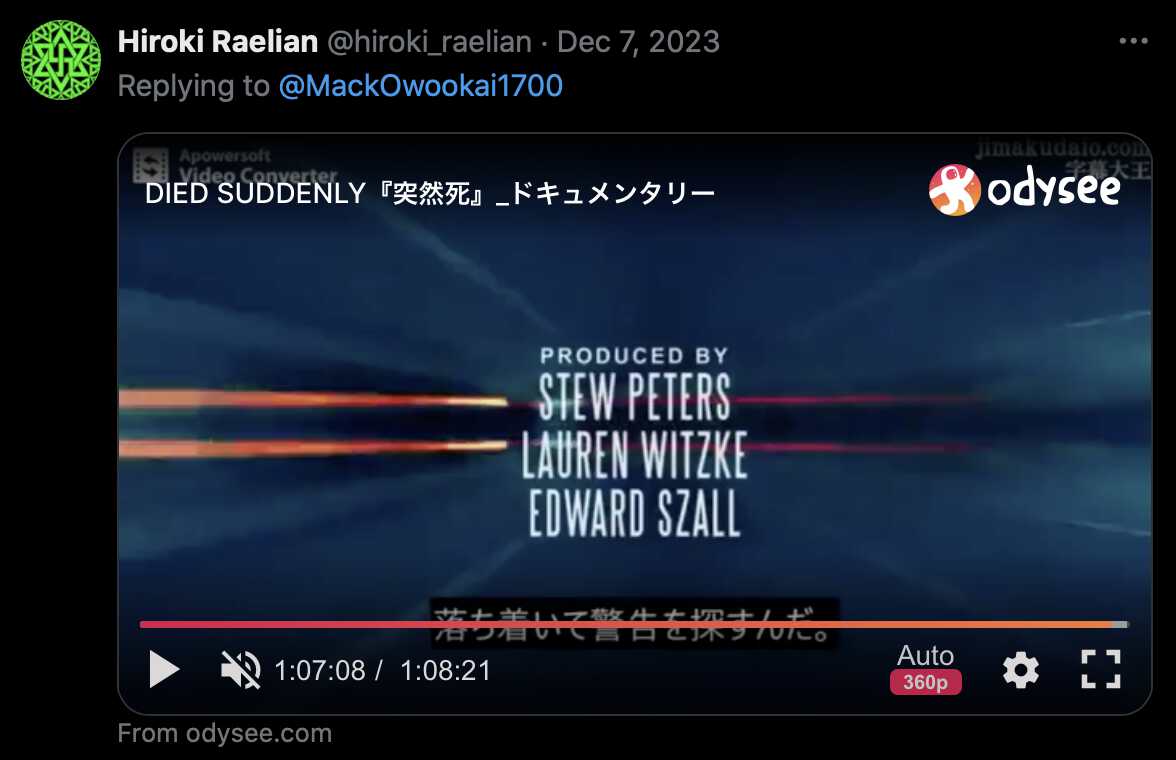 Hiroki Raelian @hiroki_raelian · Dec 7, 2023
Replying to @MackOwookai1700
Apowersoft
Video Converter
jimakudaio.com
字幕大王
DIED SUDDENLY『突然死』_ドキュメンタリー
odysee
PRODUCED BY
STEW PETERS
LAUREN WITZKE
EDWARD SZALL
落ち着いて警告を探すんだ。
1:07:08 / 1:08:21
Auto
360p
From odysee.com